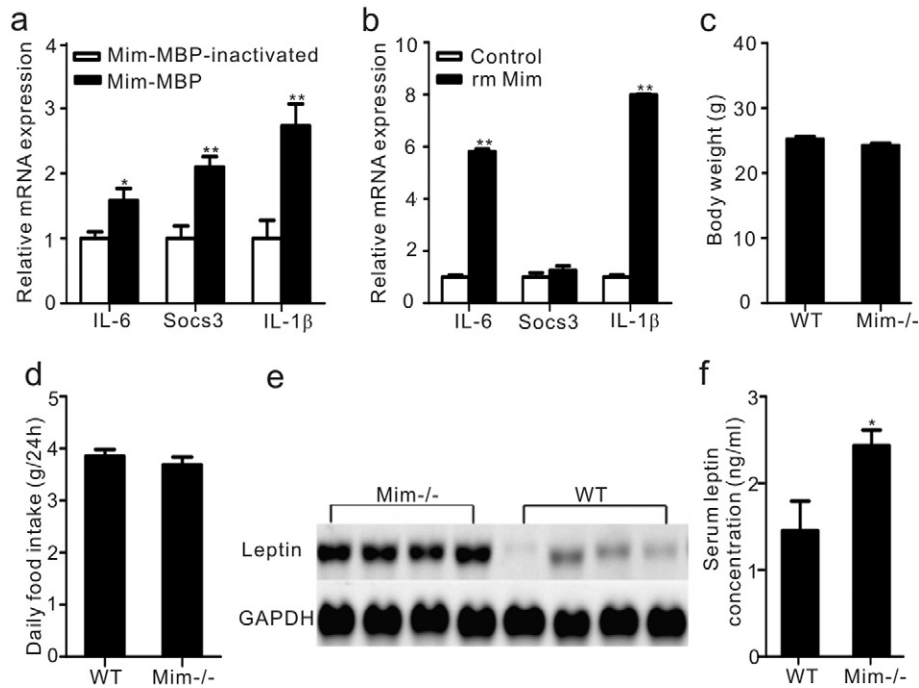 a
Relative mRNA expression
4
3
2
1
0
Mim-MBP-inactivated
Mim-MBP
*
**
**
IL-6 Socs3 IL-1β
b
Relative mRNA expression
10
8
6
4
2
0
Control
rm Mim
**
**
IL-6 Socs3 IL-1β
c
Body weight (g)
40
30
20
10
0
WT Mim-/-
d
Daily food intake (g/24h)
5
4
3
2
1
0
WT Mim-/-
e
Mim-/- WT
Leptin
GAPDH
f
Serum leptin
concentration (ng/ml)
3
2
1
0
*
WT Mim-/-